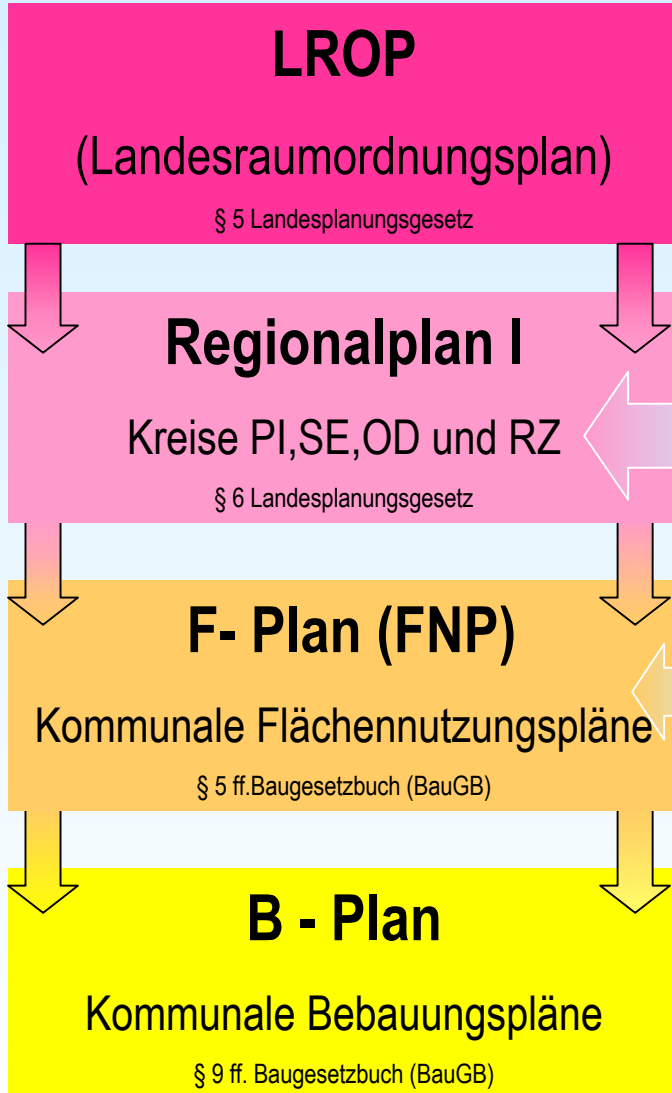 LROP
(Landesraumordnungsplan)
§ 5 Landesplanungsgesetz
Regionalplan I
Kreise PI,SE,OD und RZ
§ 6 Landesplanungsgesetz
F- Plan (FNP)
Kommunale Flächennutzungspläne
§ 5 ff.Baugesetzbuch (BauGB)
B - Plan
Kommunale Bebauungspläne
§ 9 ff. Baugesetzbuch (BauGB)